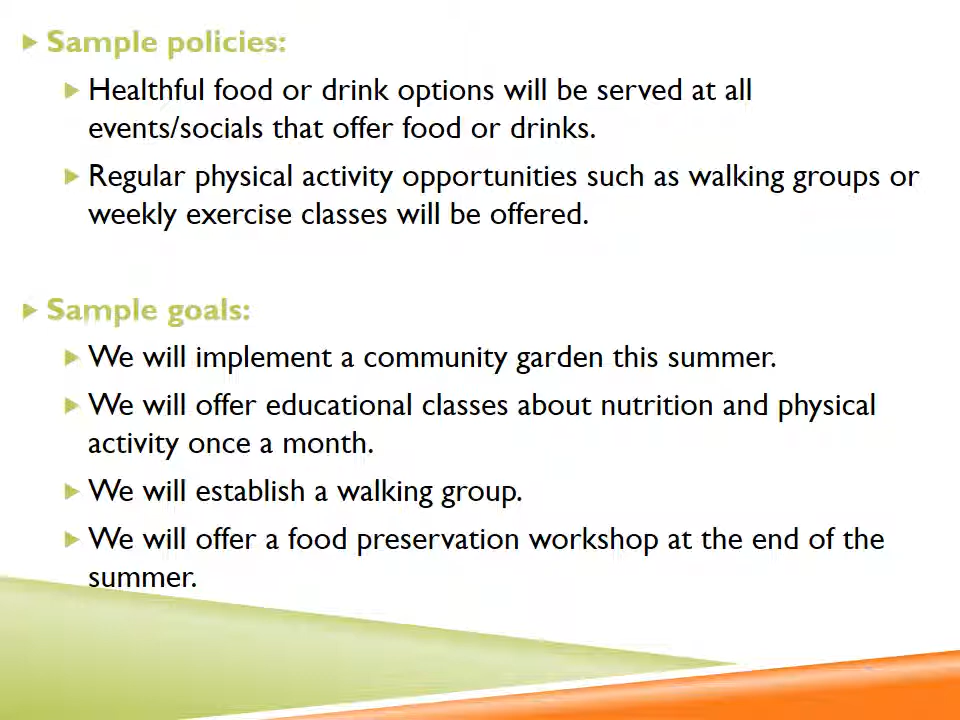 Sample policies:
Healthful food or drink options will be served at all
events/socials that offer food or drinks.
Regular physical activity opportunities such as walking groups or
weekly exercise classes will be offered.
Sample goals:
We will implement a community garden this summer.
We will offer educational classes about nutrition and physical
activity once a month.
We will establish a walking group.
We will offer a food preservation workshop at the end of the
summer.